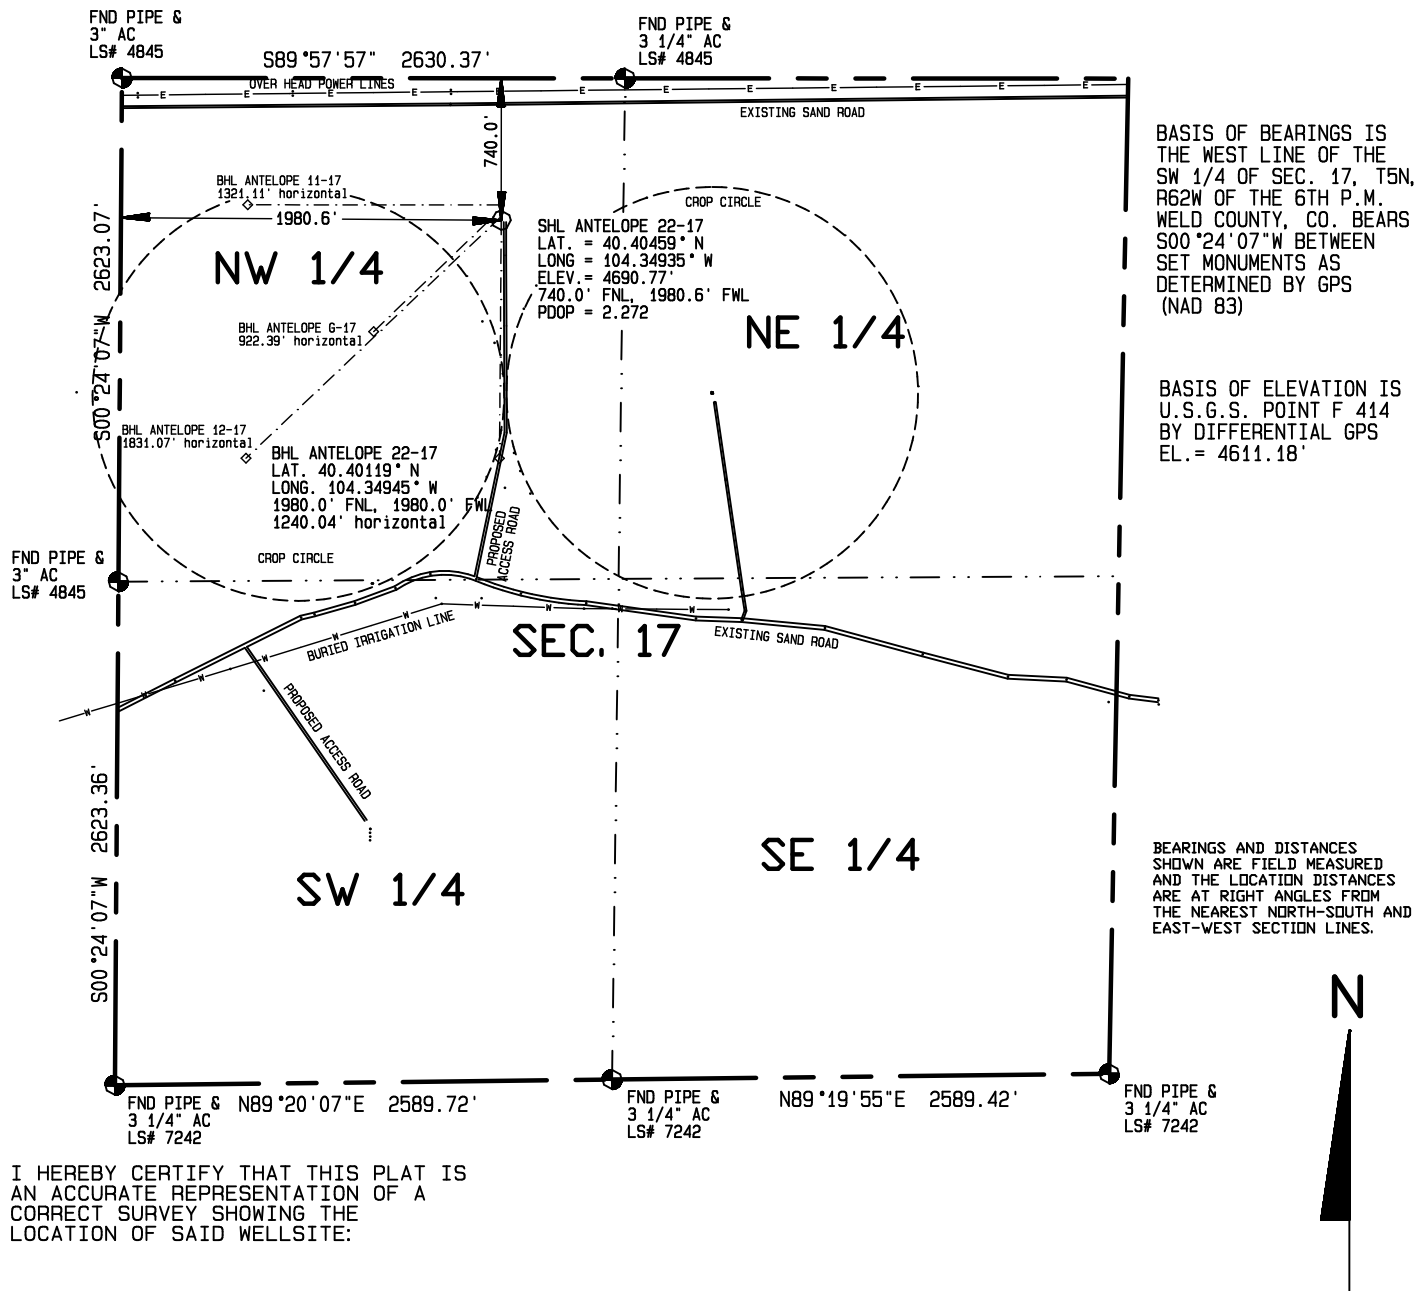 FND PIPE &
3" AC
LS# 4845
FND PIPE &
3 1/4" AC
LS# 4845
S89°57'57" 2630.37'
OVER HEAD POWER LINES
E E E E E E E E E E E
EXISTING SAND ROAD
740.0'
BHL ANTELOPE 11-17
1321.11' horizontal
1980.6'
CROP CIRCLE
SHL ANTELOPE 22-17
LAT. = 40.40459° N
LONG = 104.34935° W
ELEV.= 4690.77'
740.0' FNL, 1980.6' FWL
PDOP = 2.272
NW 1/4
NE 1/4
S00°24'07"W 2623.07'
BHL ANTELOPE G-17
922.39' horizontal
BHL ANTELOPE 12-17
1831.07' horizontal
BHL ANTELOPE 22-17
LAT. 40.40119° N
LONG. 104.34945° W
1980.0' FNL, 1980.0' FWL
1240.04' horizontal
CROP CIRCLE
PROPOSED
ACCESS ROAD
BASIS OF BEARINGS IS
THE WEST LINE OF THE
SW 1/4 OF SEC. 17, T5N,
R62W OF THE 6TH P.M.
WELD COUNTY, CO. BEARS
S00°24'07"W BETWEEN
SET MONUMENTS AS
DETERMINED BY GPS
(NAD 83)
BASIS OF ELEVATION IS
U.S.G.S. POINT F 414
BY DIFFERENTIAL GPS
EL.= 4611.18'
FND PIPE &
3" AC
LS# 4845
W W W W W W W W W W
BURIED IRRIGATION LINE
SEC. 17
EXISTING SAND ROAD
PROPOSED ACCESS ROAD
S00°24'07"W 2623.36'
SW 1/4
SE 1/4
BEARINGS AND DISTANCES
SHOWN ARE FIELD MEASURED
AND THE LOCATION DISTANCES
ARE AT RIGHT ANGLES FROM
THE NEAREST NORTH-SOUTH AND
EAST-WEST SECTION LINES.
N
FND PIPE &
3 1/4" AC
LS# 7242
N89°20'07"E 2589.72'
FND PIPE &
3 1/4" AC
LS# 7242
N89°19'55"E 2589.42'
FND PIPE &
3 1/4" AC
LS# 7242
I HEREBY CERTIFY THAT THIS PLAT IS
AN ACCURATE REPRESENTATION OF A
CORRECT SURVEY SHOWING THE
LOCATION OF SAID WELLSITE: